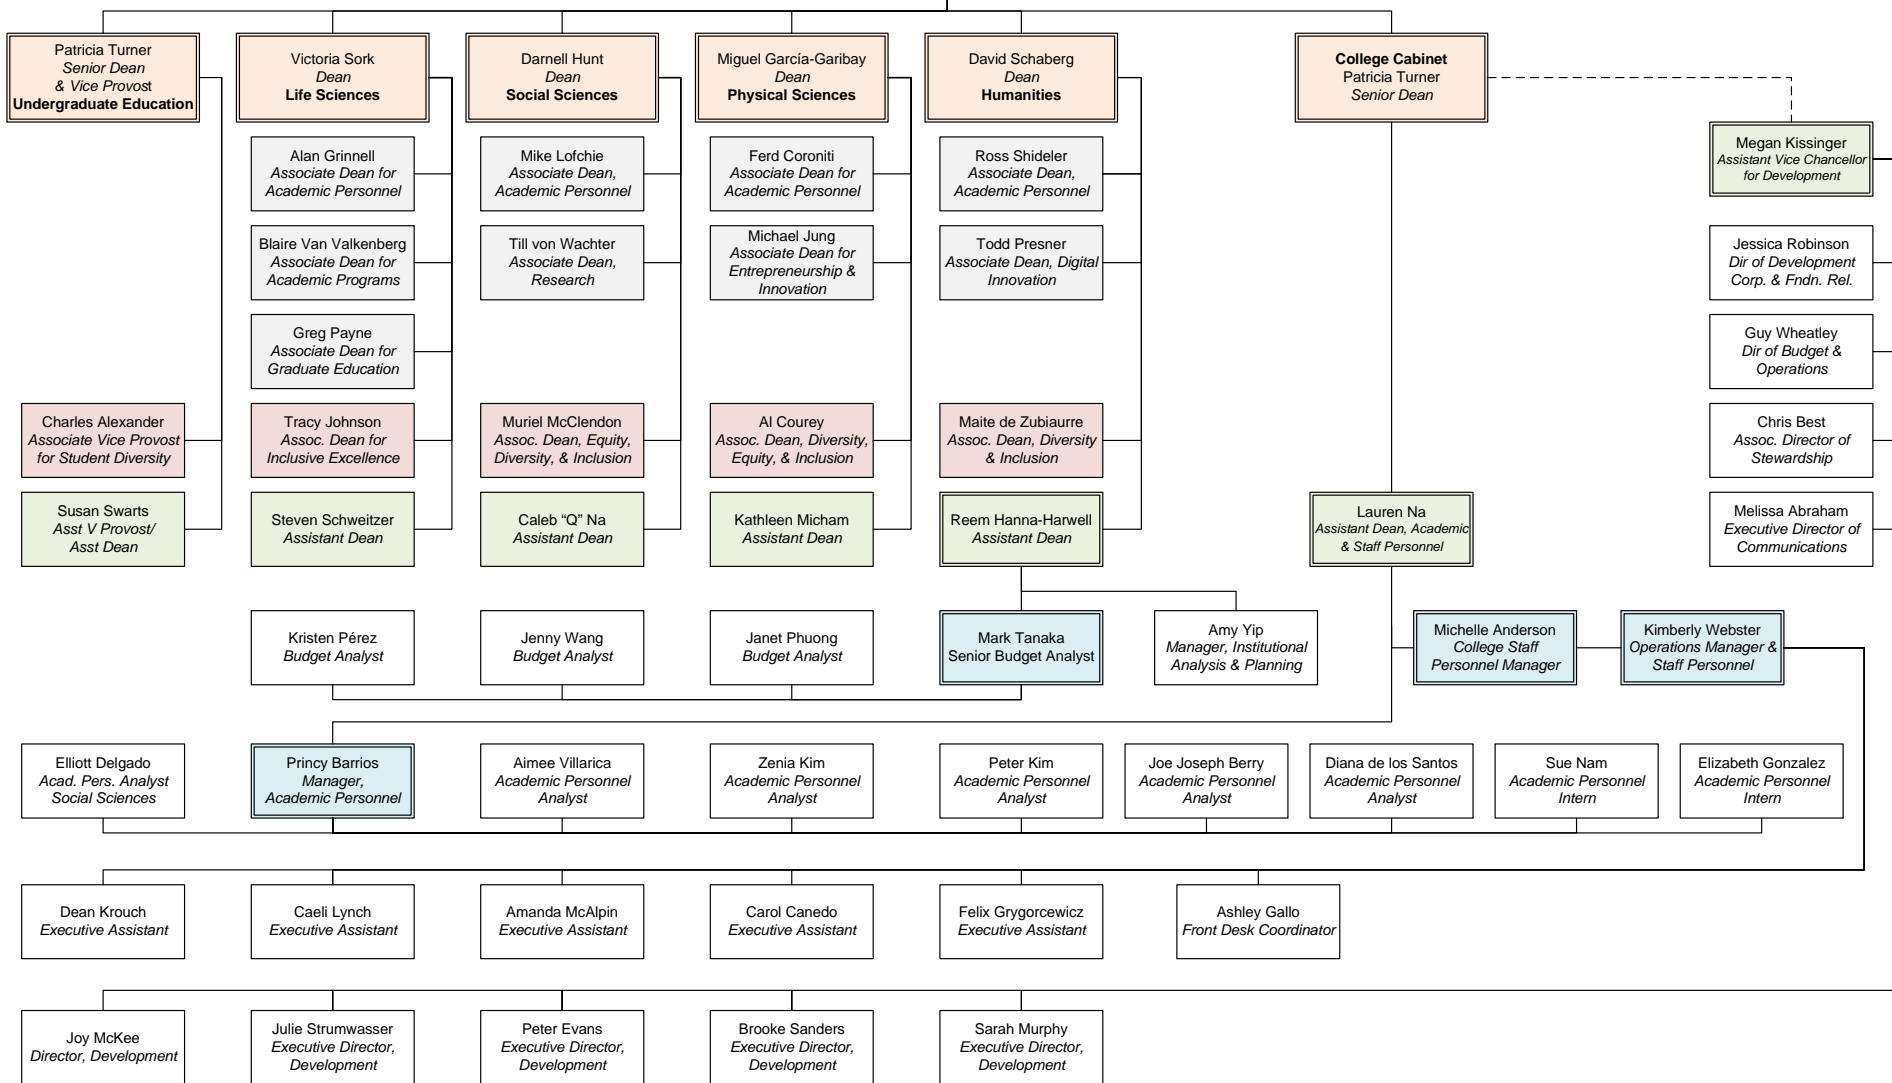 Patricia Turner
Senior Dean
& Vice Provost
Undergraduate Education
Victoria Sork
Dean
Life Sciences
Darnell Hunt
Dean
Social Sciences
Miguel García-Garibay
Dean
Physical Sciences
David Schaberg
Dean
Humanities
College Cabinet
Patricia Turner
Senior Dean
Megan Kissinger
Assistant Vice Chancellor
for Development
Alan Grinnell
Associate Dean for
Academic Personnel
Mike Lofchie
Associate Dean,
Academic Personnel
Ferd Coroniti
Associate Dean for
Academic Personnel
Ross Shideler
Associate Dean,
Academic Personnel
Blaire Van Valkenberg
Associate Dean for
Academic Programs
Till von Wachter
Associate Dean,
Research
Michael Jung
Associate Dean for
Entrepreneurship &
Innovation
Todd Presner
Associate Dean, Digital
Innovation
Jessica Robinson
Dir of Development
Corp. & Fndn. Rel.
Greg Payne
Associate Dean for
Graduate Education
Guy Wheatley
Dir of Budget &
Operations
Charles Alexander
Associate Vice Provost
for Student Diversity
Tracy Johnson
Assoc. Dean for
Inclusive Excellence
Muriel McClendon
Assoc. Dean, Equity,
Diversity, & Inclusion
Al Courey
Assoc. Dean, Diversity,
Equity, & Inclusion
Maite de Zubiaurre
Assoc. Dean, Diversity
& Inclusion
Chris Best
Assoc. Director of
Stewardship
Susan Swarts
Asst V Provost/
Asst Dean
Steven Schweitzer
Assistant Dean
Caleb “Q” Na
Assistant Dean
Kathleen Micham
Assistant Dean
Reem Hanna-Harwell
Assistant Dean
Lauren Na
Assistant Dean, Academic
& Staff Personnel
Melissa Abraham
Executive Director of
Communications
Kristen Pérez
Budget Analyst
Jenny Wang
Budget Analyst
Janet Phuong
Budget Analyst
Mark Tanaka
Senior Budget Analyst
Amy Yip
Manager, Institutional
Analysis & Planning
Michelle Anderson
College Staff
Personnel Manager
Kimberly Webster
Operations Manager &
Staff Personnel
Elliott Delgado
Acad. Pers. Analyst
Social Sciences
Princy Barrios
Manager,
Academic Personnel
Aimee Villarica
Academic Personnel
Analyst
Zenia Kim
Academic Personnel
Analyst
Peter Kim
Academic Personnel
Analyst
Joe Joseph Berry
Academic Personnel
Analyst
Diana de los Santos
Academic Personnel
Analyst
Sue Nam
Academic Personnel
Intern
Elizabeth Gonzalez
Academic Personnel
Intern
Dean Krouch
Executive Assistant
Caeli Lynch
Executive Assistant
Amanda McAlpin
Executive Assistant
Carol Canedo
Executive Assistant
Felix Grygorcewicz
Executive Assistant
Ashley Gallo
Front Desk Coordinator
Joy McKee
Director, Development
Julie Strumwasser
Executive Director,
Development
Peter Evans
Executive Director,
Development
Brooke Sanders
Executive Director,
Development
Sarah Murphy
Executive Director,
Development